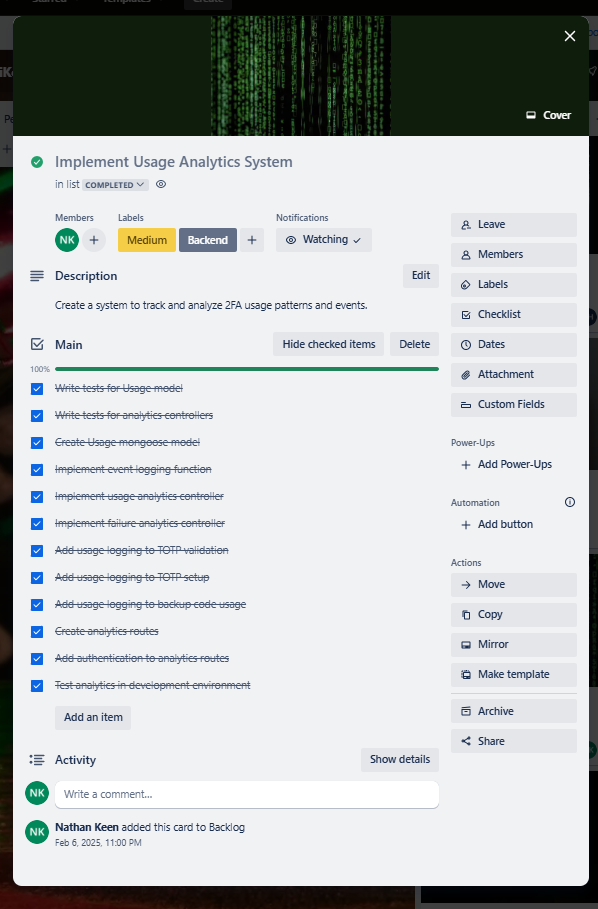 Cover
Implement Usage Analytics System
in list COMPLETED
Members
Labels
Notifications
NK
Medium
Backend
Watching
Description
Edit
Create a system to track and analyze 2FA usage patterns and events.
Main
Hide checked items
Delete
100%
Write tests for Usage model
Write tests for analytics controllers
Create Usage mongoose model
Implement event logging function
Implement usage analytics controller
Implement failure analytics controller
Add usage logging to TOTP validation
Add usage logging to TOTP setup
Add usage logging to backup code usage
Create analytics routes
Add authentication to analytics routes
Test analytics in development environment
Add an item
Activity
Show details
NK
Write a comment...
NK
Nathan Keen added this card to Backlog
Feb 6, 2025, 11:00 PM
Leave
Members
Labels
Checklist
Dates
Attachment
Custom Fields
Power-Ups
Add Power-Ups
Automation
Add button
Actions
Move
Copy
Mirror
Make template
Archive
Share